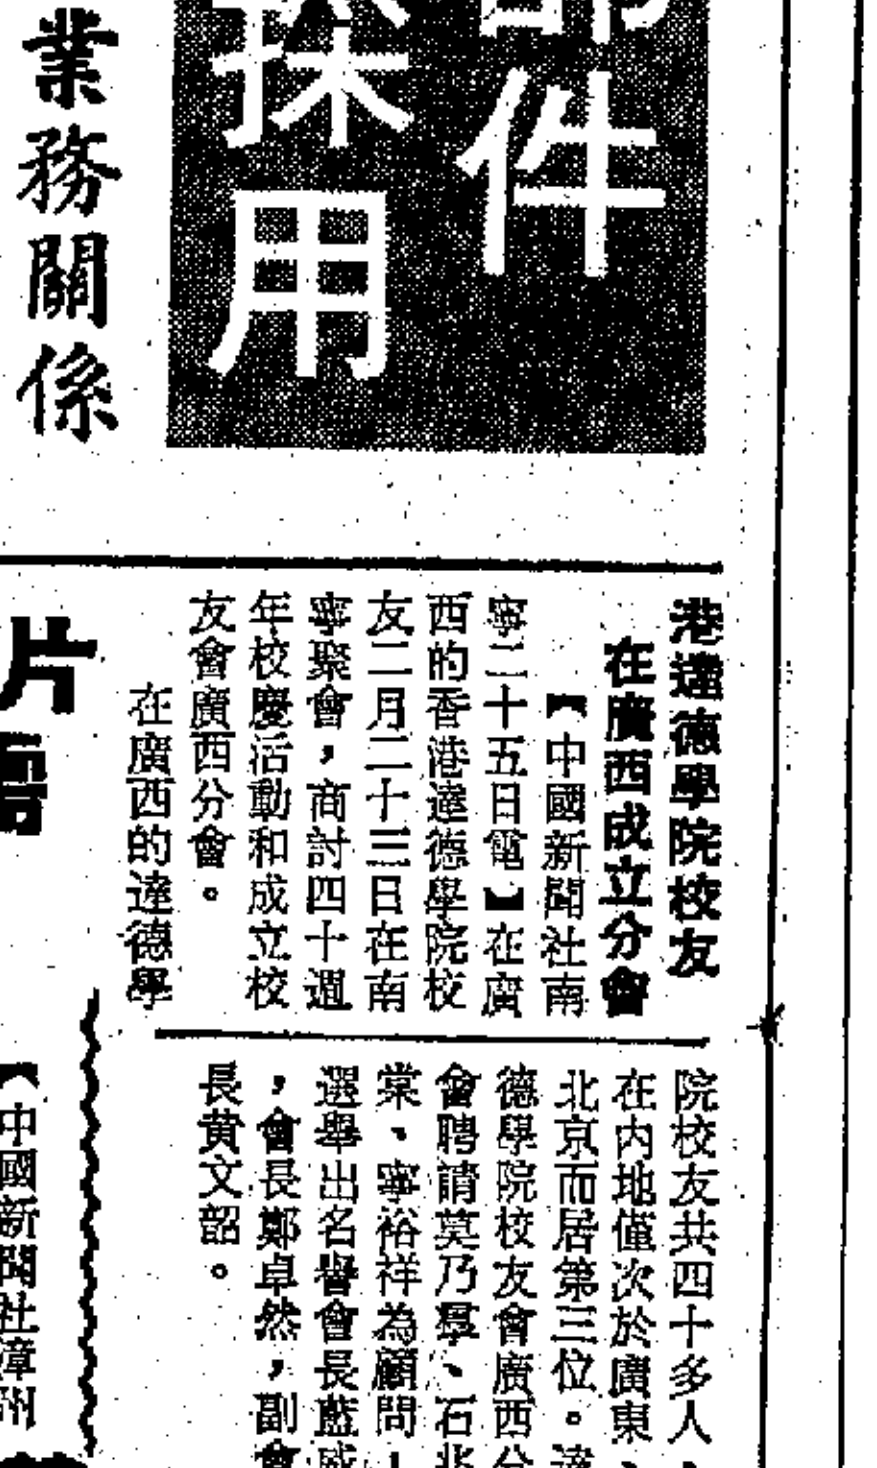 件
採用
業務關係
港達德學院校友
在廣西成立分會
【中國新聞社南
寧二十五日電】在廣
西的香港達德學院校
友二月二十三日在南
寧聚會，商討四十週
年校慶活動和成立校
友會廣西分會。
在廣西的達德學
院校友共四十多人，
在内地僅次於廣東、
北京而居第三位。達
德學院校友會廣西分
會聘請莫乃羣、石兆
棠、寧裕祥為顧問
選舉出名譽會長藍
，會長鄭卓然，副會
長黄文韶。
片
【中國新聞社漳州